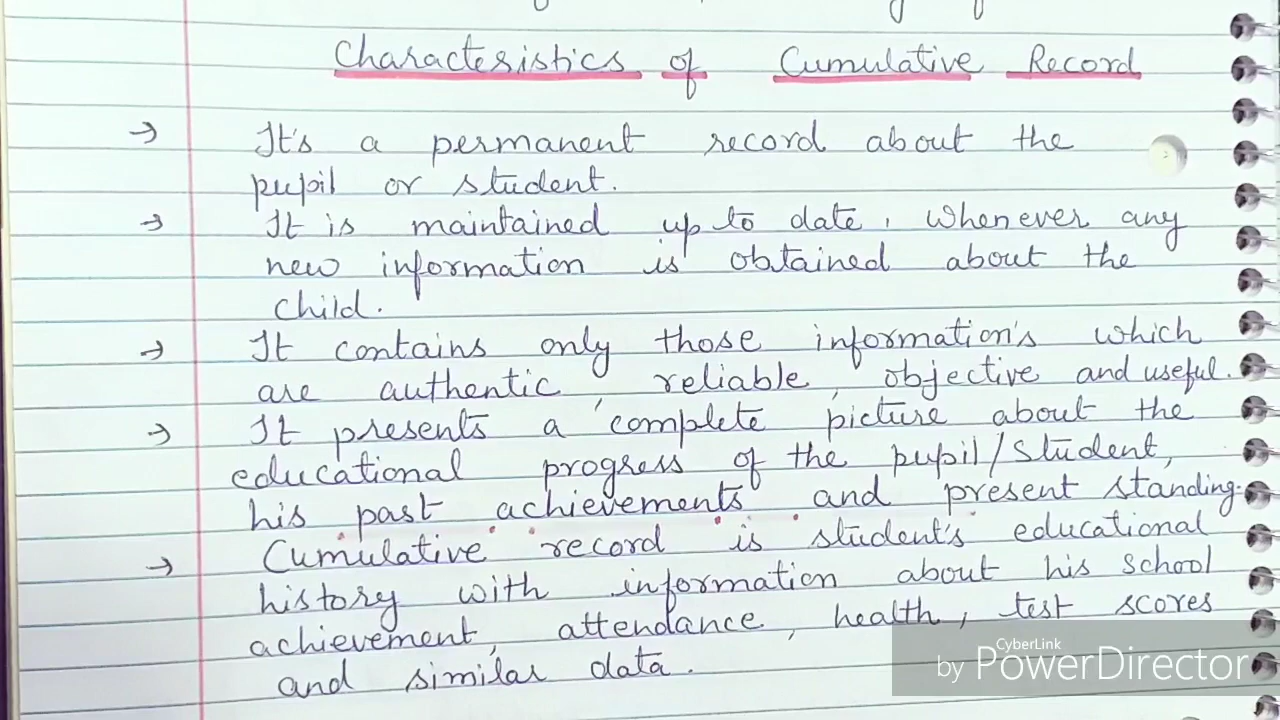 Characteristics of Cumulative Record
→ It's a permanent record about the
pupil or student.
→ It is maintained up to date, whenever any
new information is obtained about the
child.
→ It contains only those information's which
are authentic, reliable, objective and useful.
→ It presents a complete picture about the
educational progress of the pupil/student,
his past achievements and present standing.
→ Cumulative record is student's educational
history with information about his school
achievement, attendance, health, test scores
and similar data.
CyberLink
by PowerDirector